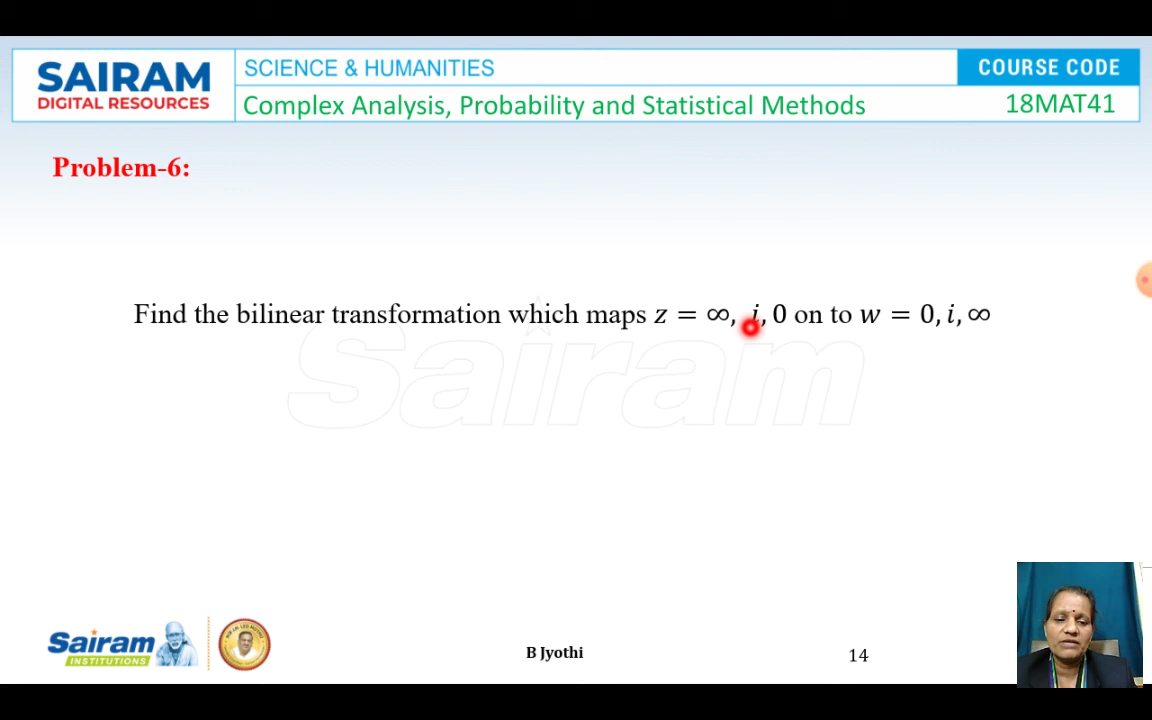 SAIRAM
DIGITAL RESOURCES
SCIENCE & HUMANITIES
COURSE CODE
Complex Analysis, Probability and Statistical Methods
18MAT41
Problem-6:
Find the bilinear transformation which maps z = ∞, i, 0 on to w = 0, i, ∞
Sairam
Sairam
INSTITUTIONS
B Jyothi
14